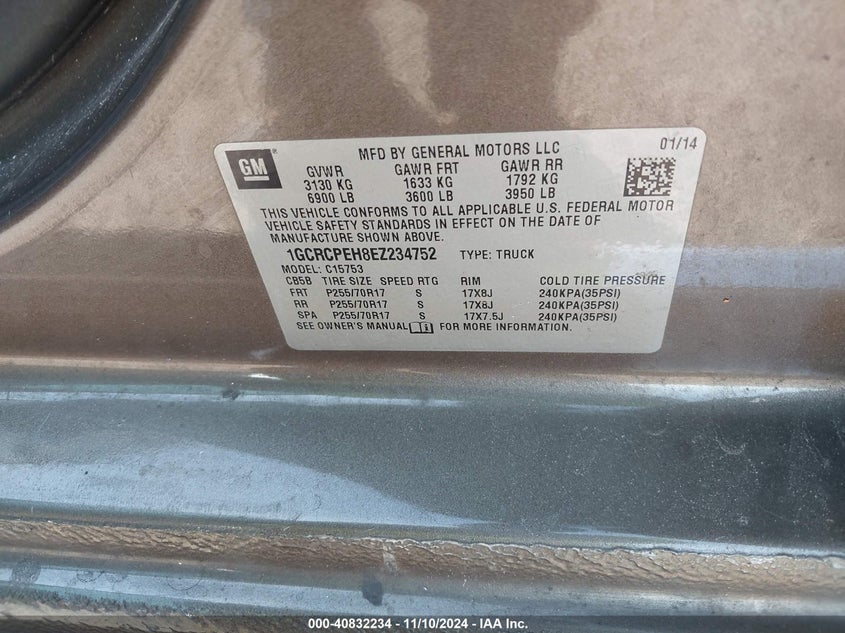 GM
MFD BY GENERAL MOTORS LLC 01/14
GVWR GAWR FRT GAWR RR
3130 KG 1633 KG 1792 KG
6900 LB 3600 LB 3950 LB
THIS VEHICLE CONFORMS TO ALL APPLICABLE U.S. FEDERAL MOTOR
VEHICLE SAFETY STANDARDS IN EFFECT ON THE DATE OF
MANUFACTURE SHOWN ABOVE.
1GCRCPEH8EZ234752 TYPE: TRUCK
MODEL: C15753
CB5B TIRE SIZE SPEED RTG RIM COLD TIRE PRESSURE
FRT P255/70R17 S 17X8J 240KPA(35PSI)
RR P255/70R17 S 17X8J 240KPA(35PSI)
SPA P255/70R17 S 17X7.5J 240KPA(35PSI)
SEE OWNER'S MANUAL FOR MORE INFORMATION.
000-40832234 - 11/10/2024 - IAA Inc.